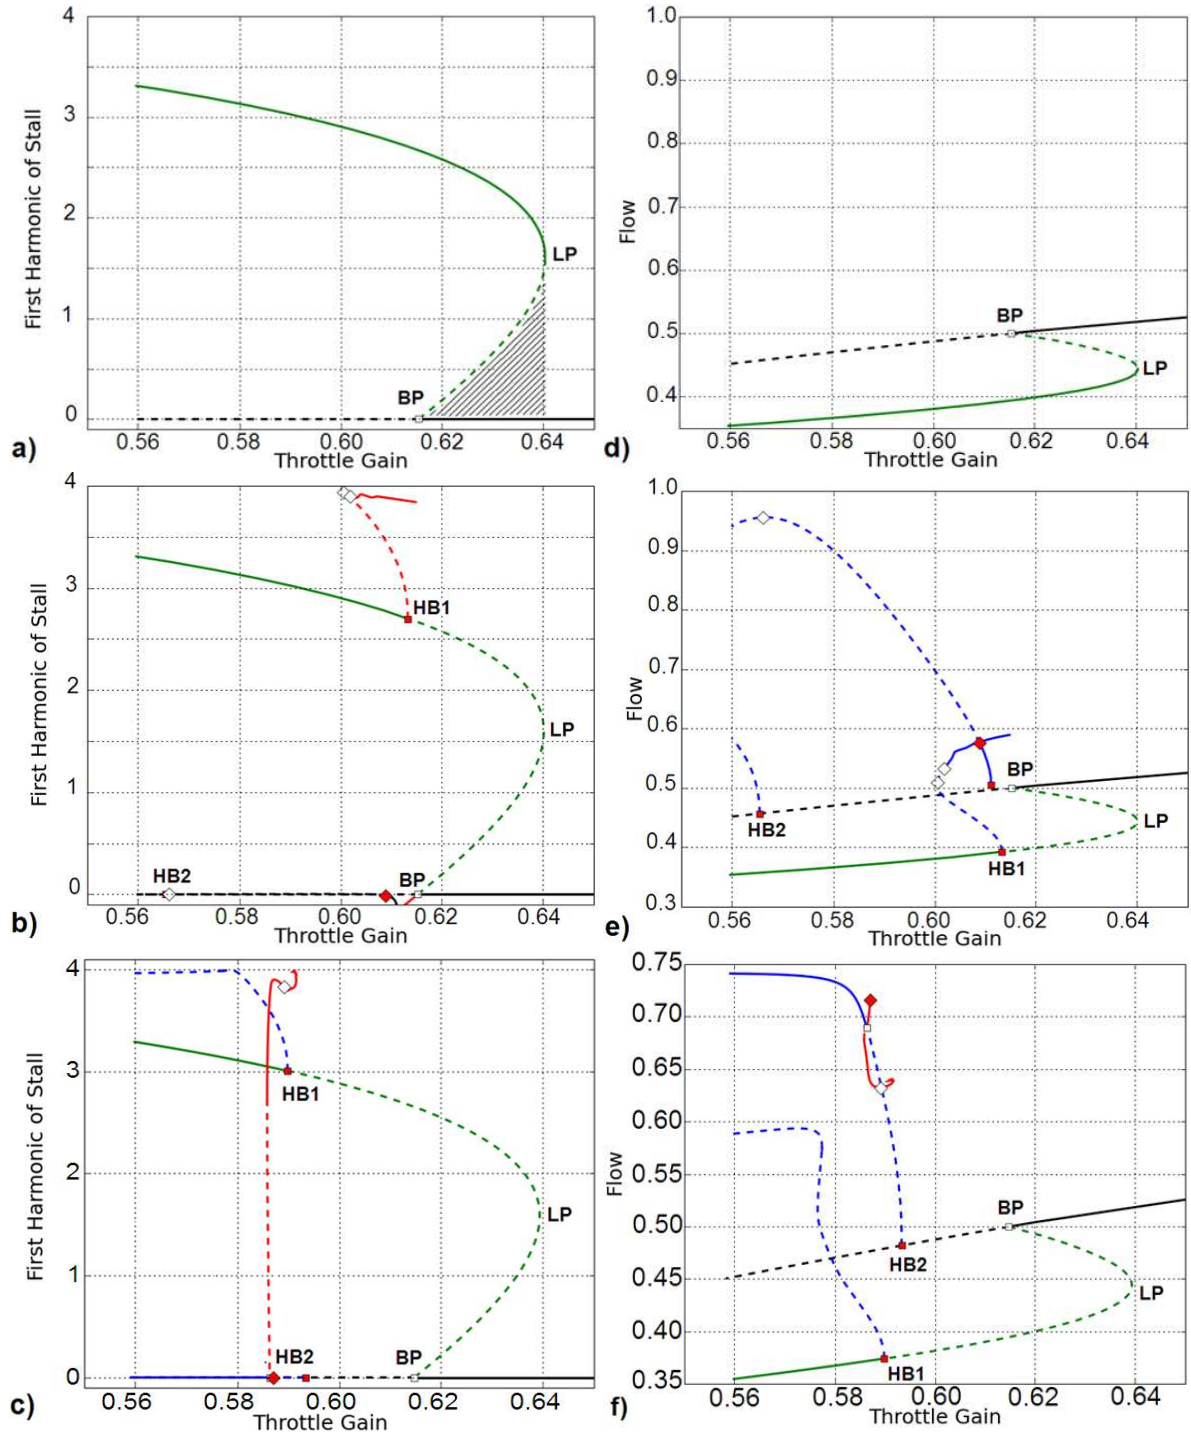 4
3
2
1
0
First Harmonic of Stall
LP
BP
0.56 0.58 0.60 0.62 0.64
Throttle Gain
a)
1.0
0.9
0.8
0.7
0.6
0.5
0.4
Flow
BP
LP
0.56 0.58 0.60 0.62 0.64
Throttle Gain
d)
4
3
2
1
0
First Harmonic of Stall
HB1
LP
HB2
BP
0.56 0.58 0.60 0.62 0.64
Throttle Gain
b)
1.0
0.9
0.8
0.7
0.6
0.5
0.4
0.3
Flow
BP
HB2
LP
HB1
0.56 0.58 0.60 0.62 0.64
Throttle Gain
e)
4
3
2
1
0
First Harmonic of Stall
HB1
LP
HB2
BP
0.56 0.58 0.60 0.62 0.64
Throttle Gain
c)
0.75
0.70
0.65
0.60
0.55
0.50
0.45
0.40
0.35
Flow
BP
HB2
LP
HB1
0.56 0.58 0.60 0.62 0.64
Throttle Gain
f)